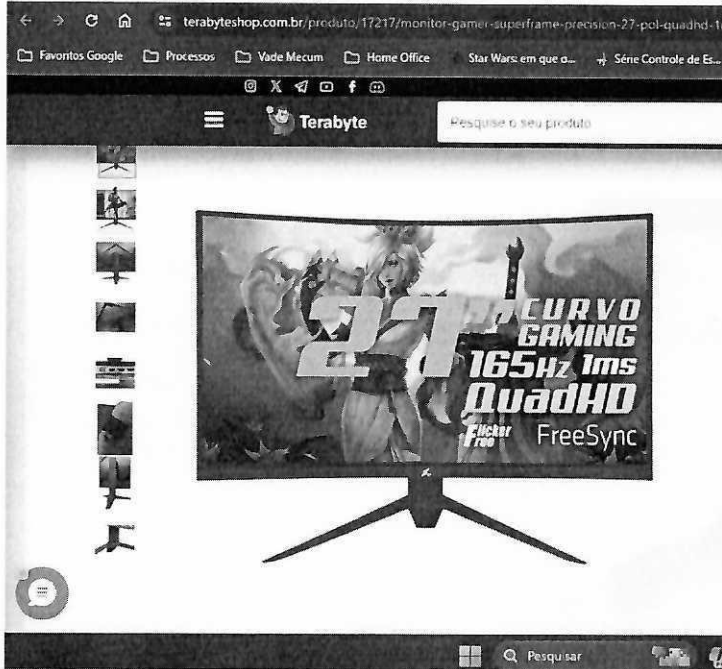 terabyteshop.com.br/produto/17217/monitor-gamer-superframe-precision-27-pol-quadhd-1
Favoritos Google Processos Vade Mecum Home Office Star Wars: em que o... Série Controle de Es...
Terabyte
Pesquise o seu produto
27"
CURVO
GAMING
165Hz 1ms
QuadHD
Flicker
Free
FreeSync
Pesquisar